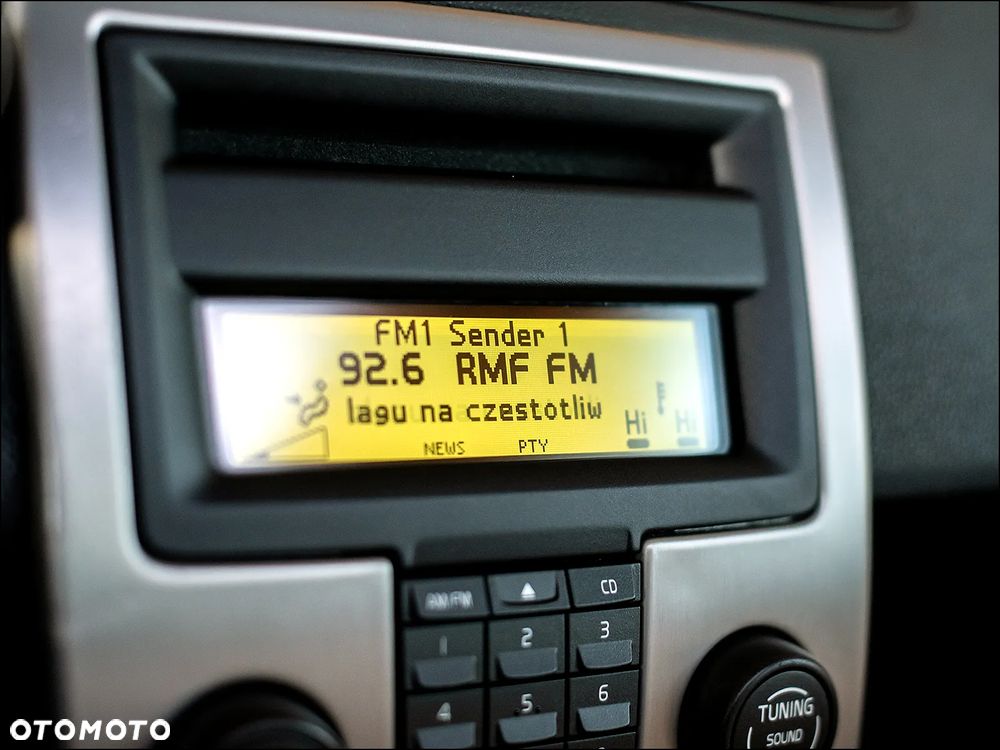 FM1 Sender 1
92.6 RMF FM
lagu na czestotliw
Hi Hi
NEWS PTY
AM/FM CD
1 2 3
4 5 6
TUNING
SOUND
OTOMOTO